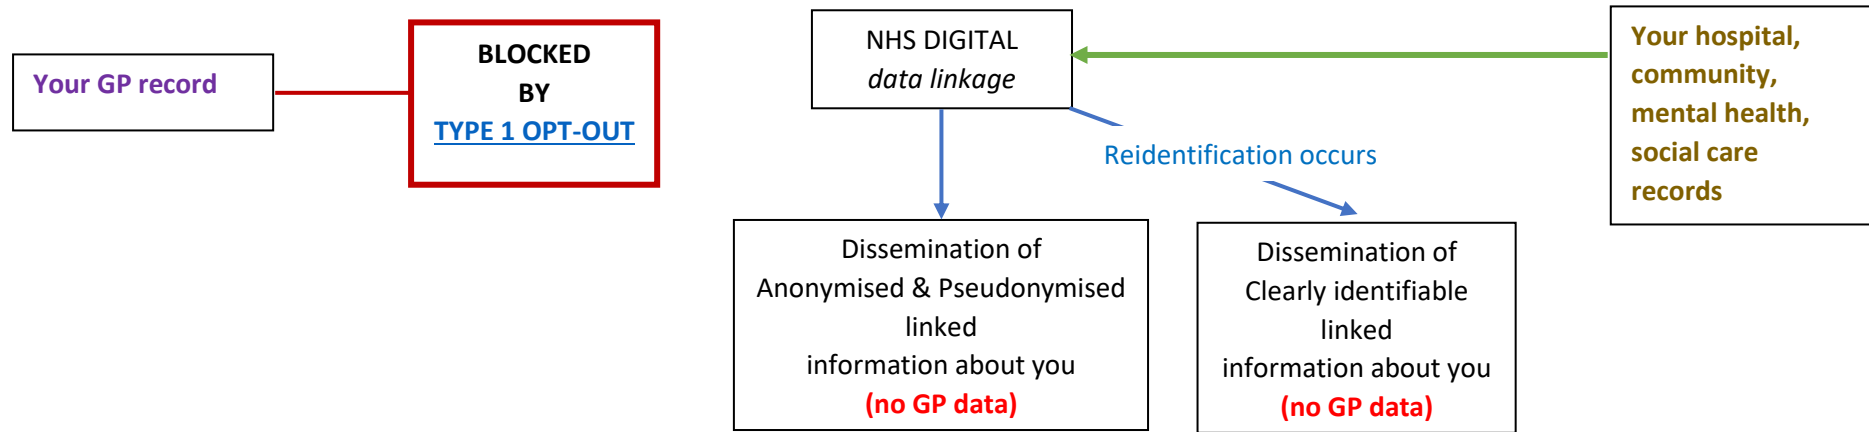 Your GP record
BLOCKED
BY
TYPE 1 OPT-OUT
NHS DIGITAL
data linkage
Your hospital,
community,
mental health,
social care
records
Reidentification occurs
Dissemination of
Anonymised & Pseudonymised
linked
information about you
(no GP data)
Dissemination of
Clearly identifiable
linked
information about you
(no GP data)